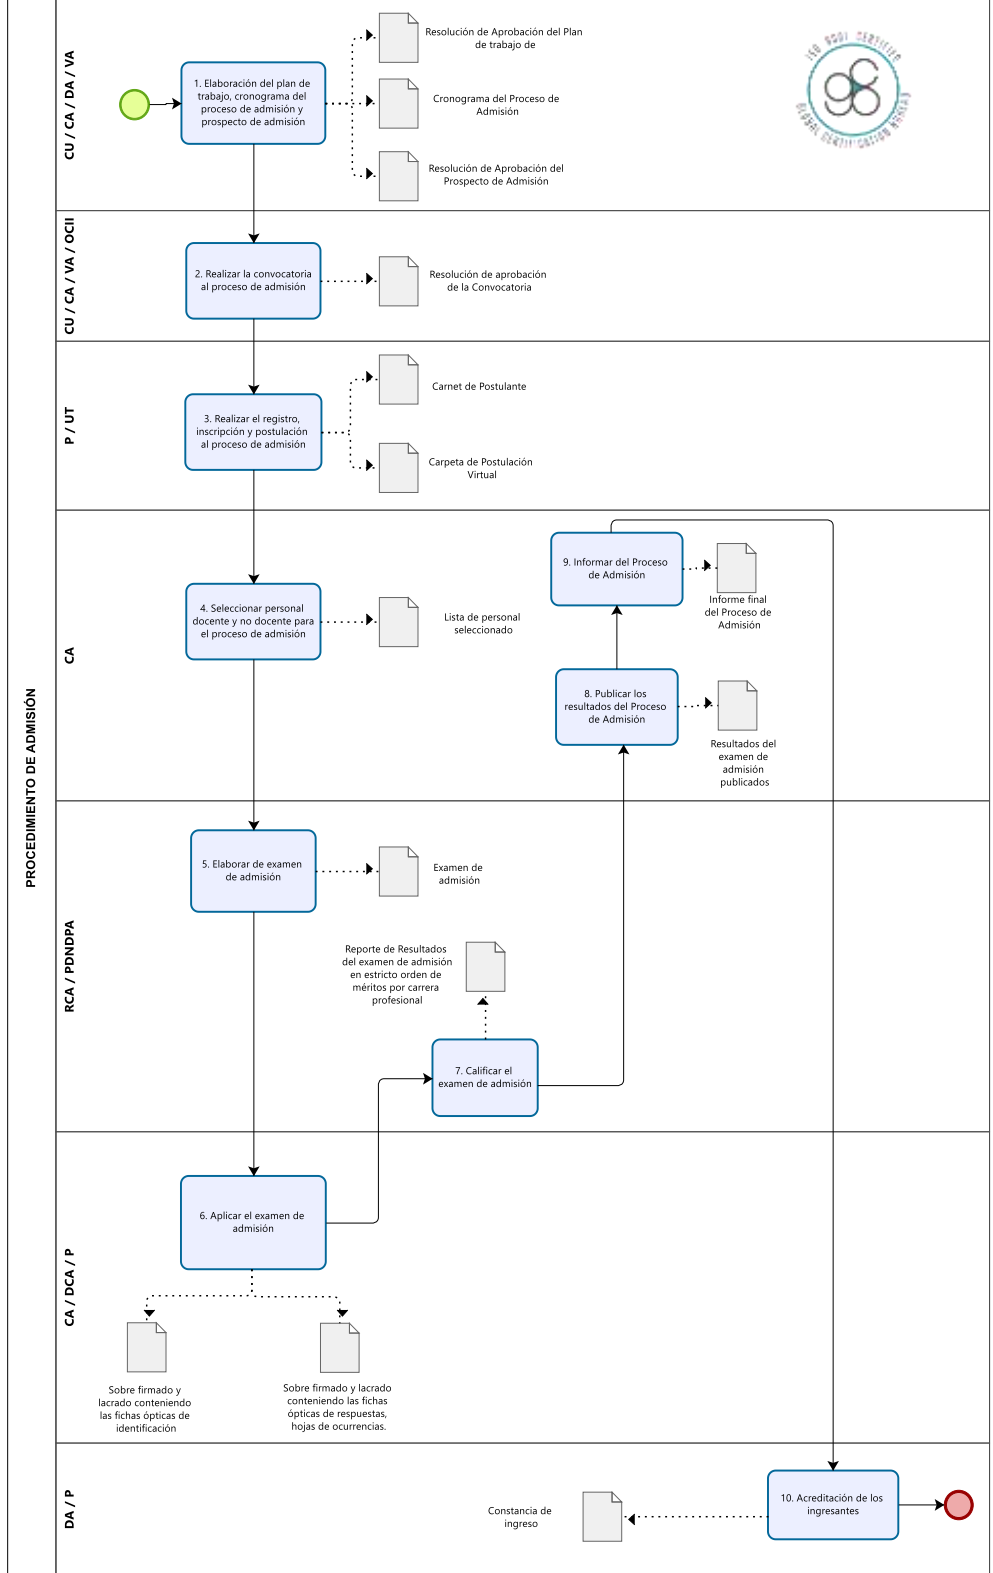 PROCEDIMIENTO DE ADMISIÓN
CU / CA / DA / VA
1. Elaboración del plan de
trabajo, cronograma del
proceso de admisión y
prospecto de admisión
Resolución de Aprobación del Plan
de trabajo de
Cronograma del Proceso de
Admisión
Resolución de Aprobación del
Prospecto de Admisión
ISO 9001 CERTIFIED
GLOBAL CERTIFICATION
CU / CA / VA / OCII
2. Realizar la convocatoria
al proceso de admisión
Resolución de aprobación
de la Convocatoria
P / UT
3. Realizar el registro,
inscripción y postulación
al proceso de admisión
Carnet de Postulante
Carpeta de Postulación
Virtual
CA
4. Seleccionar personal
docente y no docente para
el proceso de admisión
Lista de personal
seleccionado
9. Informar del Proceso
de Admisión
Informe final
del Proceso de
Admisión
8. Publicar los
resultados del Proceso
de Admisión
Resultados del
examen de
admisión
publicados
RCA / PDNDPA
5. Elaborar de examen
de admisión
Examen de
admisión
Reporte de Resultados
del examen de admisión
en estricto orden de
méritos por carrera
profesional
7. Calificar el
examen de admisión
CA / DCA / P
6. Aplicar el examen de
admisión
Sobre firmado y
lacrado conteniendo
las fichas ópticas de
identificación
Sobre firmado y lacrado
conteniendo las fichas
ópticas de respuestas,
hojas de ocurrencias.
DA / P
Constancia de
ingreso
10. Acreditación de los
ingresantes